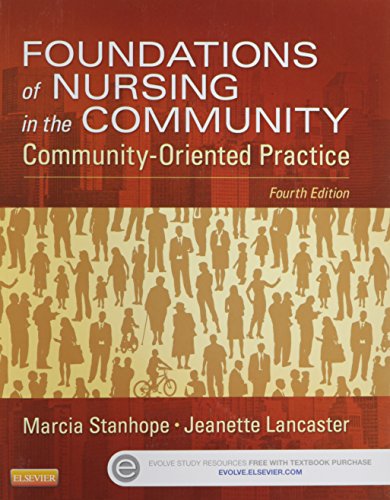 FOUNDATIONS
of NURSING
in the COMMUNITY
Community-Oriented Practice
Fourth Edition
Marcia Stanhope • Jeanette Lancaster
ELSEVIER
e
EVOLVE STUDY RESOURCES FREE WITH TEXTBOOK PURCHASE
EVOLVE.ELSEVIER.COM